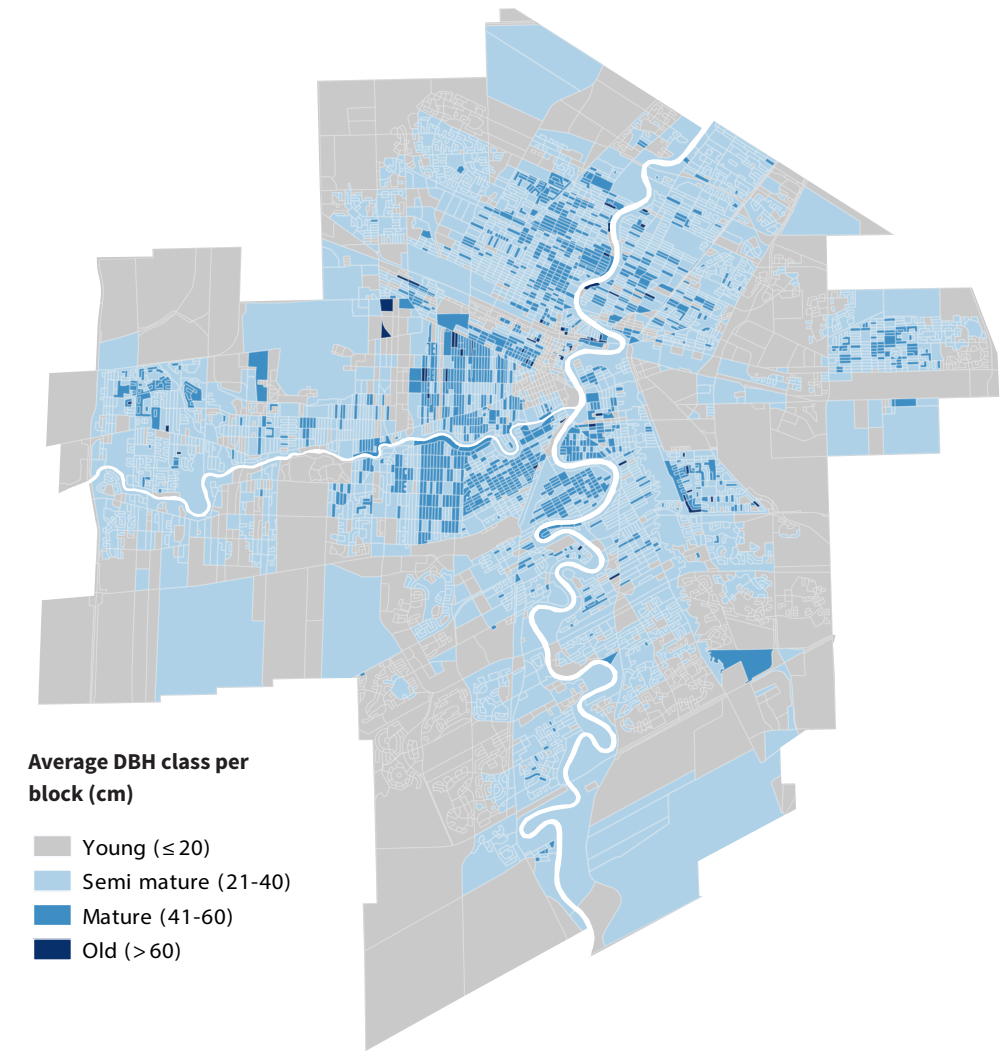 Average DBH class per
block (cm)
Young (≤20)
Semi mature (21-40)
Mature (41-60)
Old (>60)